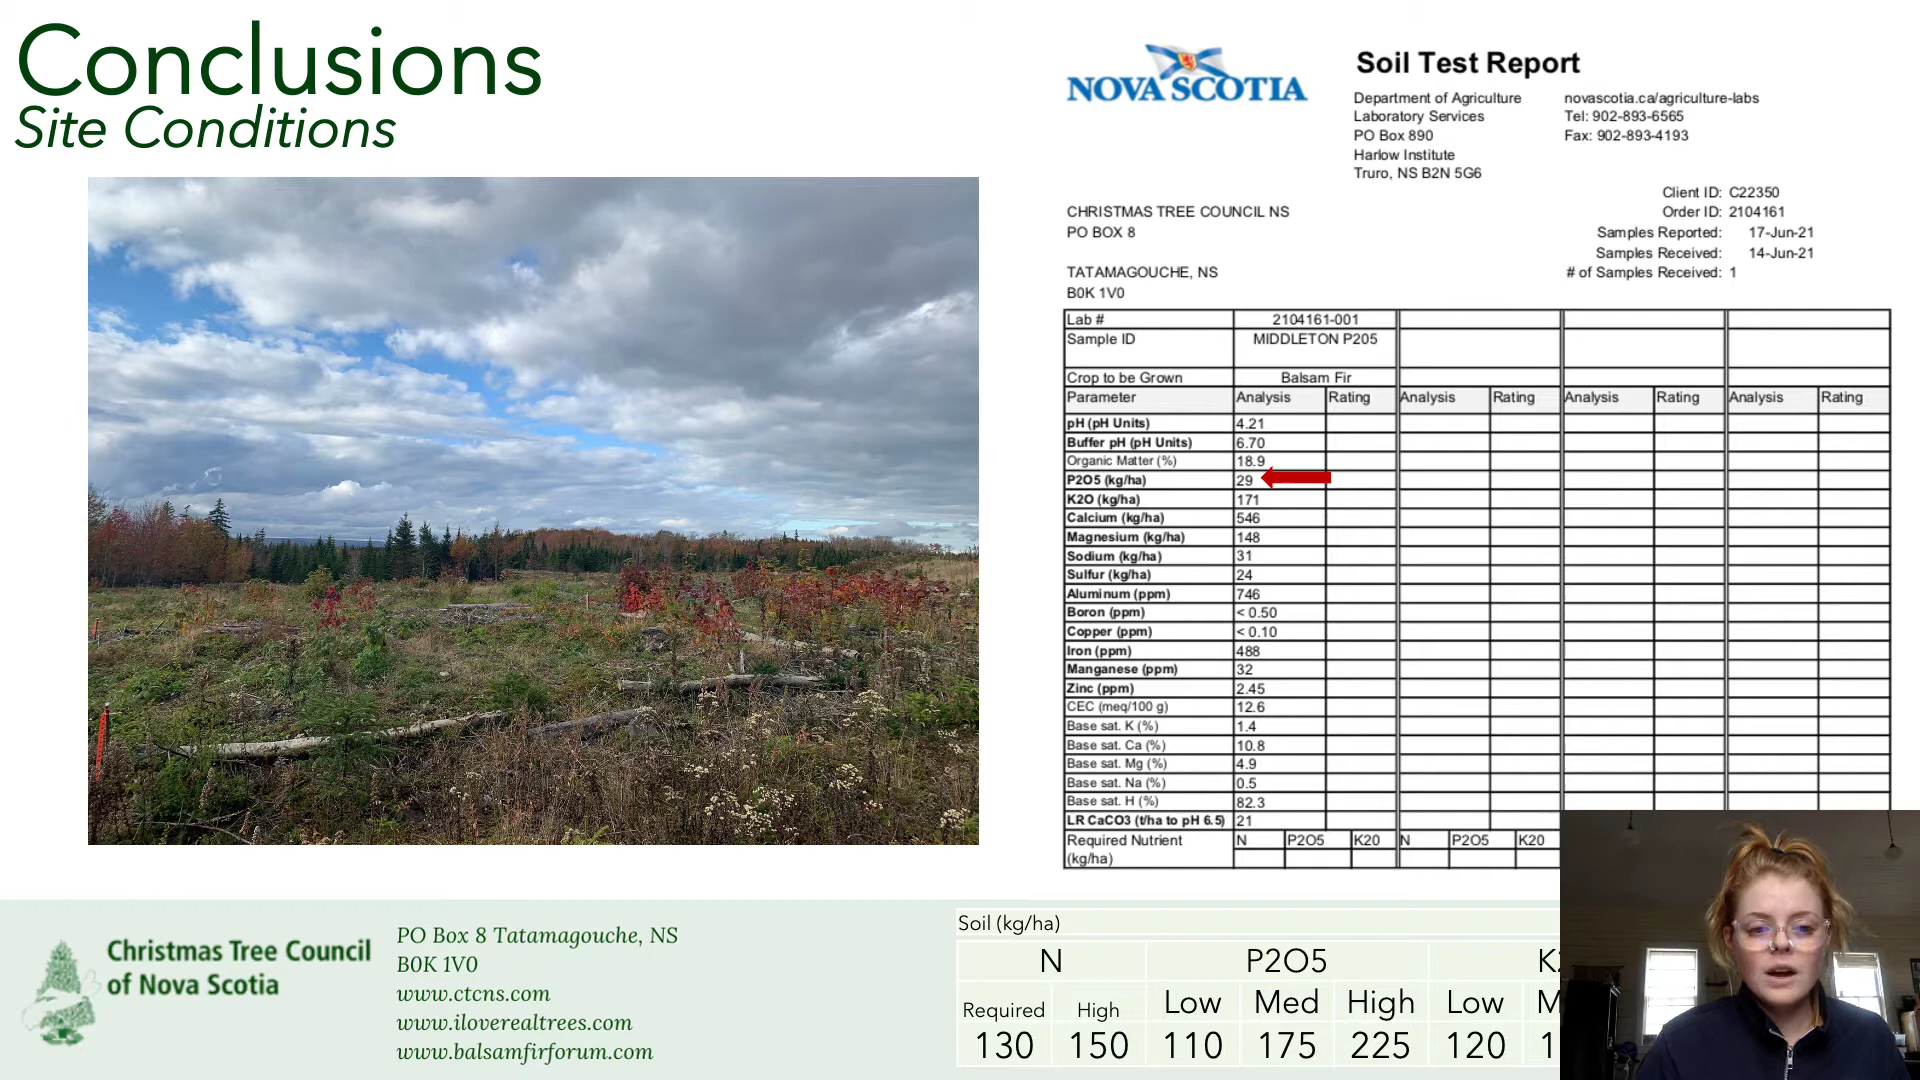 Conclusions
Site Conditions
NOVA SCOTIA
Soil Test Report
Department of Agriculture
Laboratory Services
PO Box 890
Harlow Institute
Truro, NS B2N 5G6
novascotia.ca/agriculture-labs
Tel: 902-893-6565
Fax: 902-893-4193
Client ID: C22350
Order ID: 2104161
Samples Reported: 17-Jun-21
Samples Received: 14-Jun-21
# of Samples Received: 1
CHRISTMAS TREE COUNCIL NS
PO BOX 8
TATAMAGOUCHE, NS
B0K 1V0
Lab # 2104161-001
Sample ID MIDDLETON P205
Crop to be Grown Balsam Fir
Parameter Analysis Rating Analysis Rating Analysis Rating Analysis Rating
pH (pH Units) 4.21
Buffer pH (pH Units) 6.70
Organic Matter (%) 18.9
P2O5 (kg/ha) 29
K2O (kg/ha) 171
Calcium (kg/ha) 546
Magnesium (kg/ha) 148
Sodium (kg/ha) 31
Sulfur (kg/ha) 24
Aluminum (ppm) 746
Boron (ppm) < 0.50
Copper (ppm) < 0.10
Iron (ppm) 488
Manganese (ppm) 32
Zinc (ppm) 2.45
CEC (meq/100 g) 12.6
Base sat. K (%) 1.4
Base sat. Ca (%) 10.8
Base sat. Mg (%) 4.9
Base sat. Na (%) 0.5
Base sat. H (%) 82.3
LR CaCO3 (t/ha to pH 6.5) 21
Required Nutrient N P2O5 K20 N P2O5 K20
(kg/ha)
Christmas Tree Council
of Nova Scotia
PO Box 8 Tatamagouche, NS
B0K 1V0
www.ctcns.com
www.iloverealtrees.com
www.balsamfirforum.com
Soil (kg/ha)
N P2O5 K
Required High Low Med High Low M
130 150 110 175 225 120 1